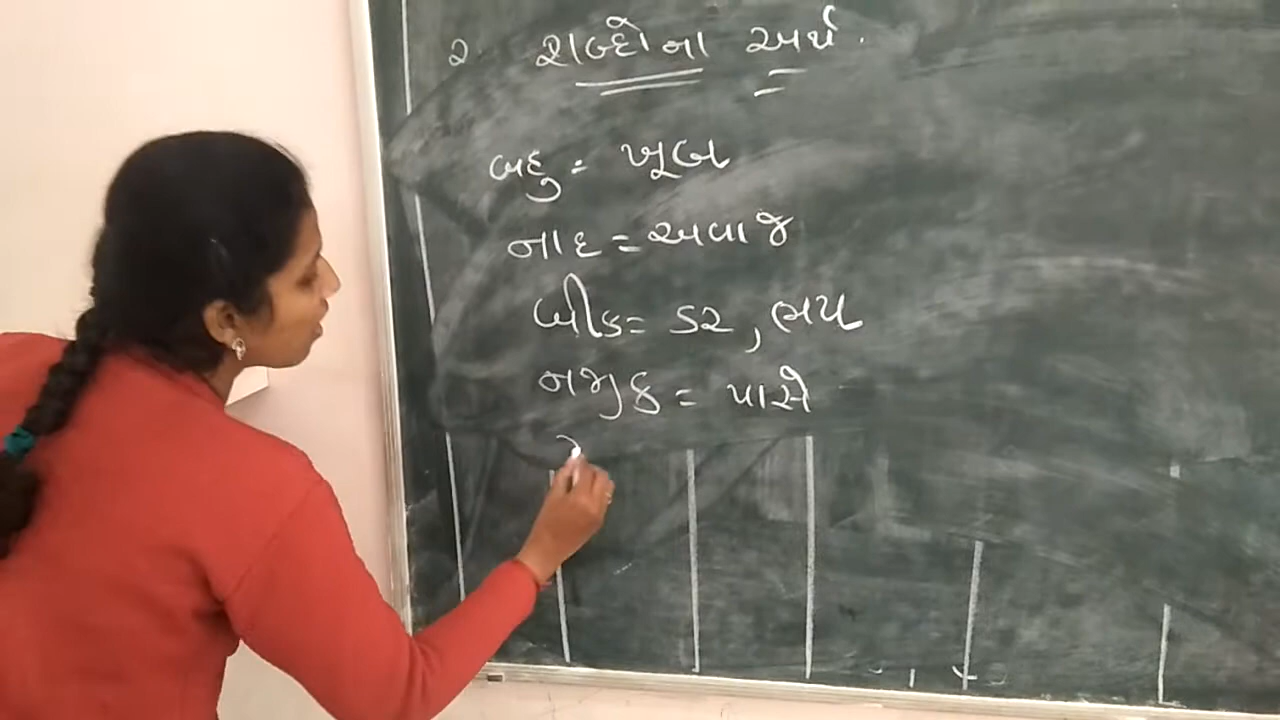 ૨. શબ્દોના અર્થ.
બહુ = ખૂબ
નાદ = અવાજ
બીક = ડર, ભય
નજીક = પાસે